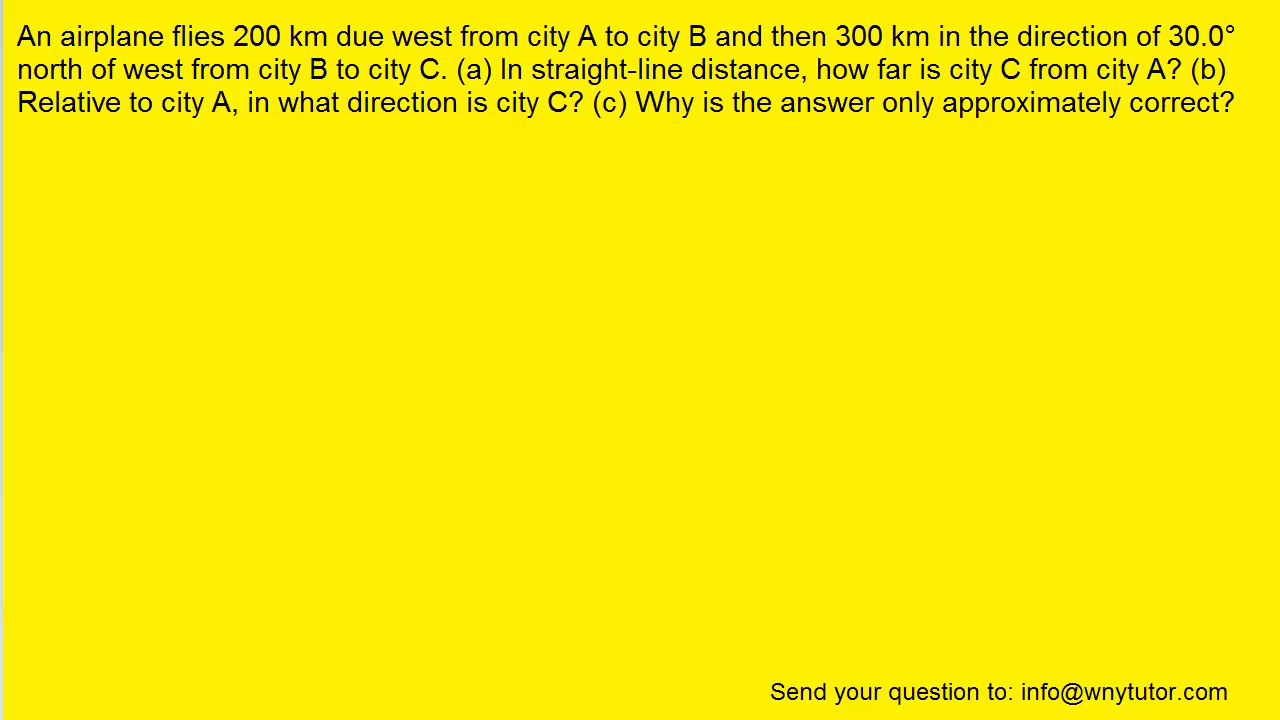 An airplane flies 200 km due west from city A to city B and then 300 km in the direction of 30.0°
north of west from city B to city C. (a) In straight-line distance, how far is city C from city A? (b)
Relative to city A, in what direction is city C? (c) Why is the answer only approximately correct?
Send your question to: info@wnytutor.com